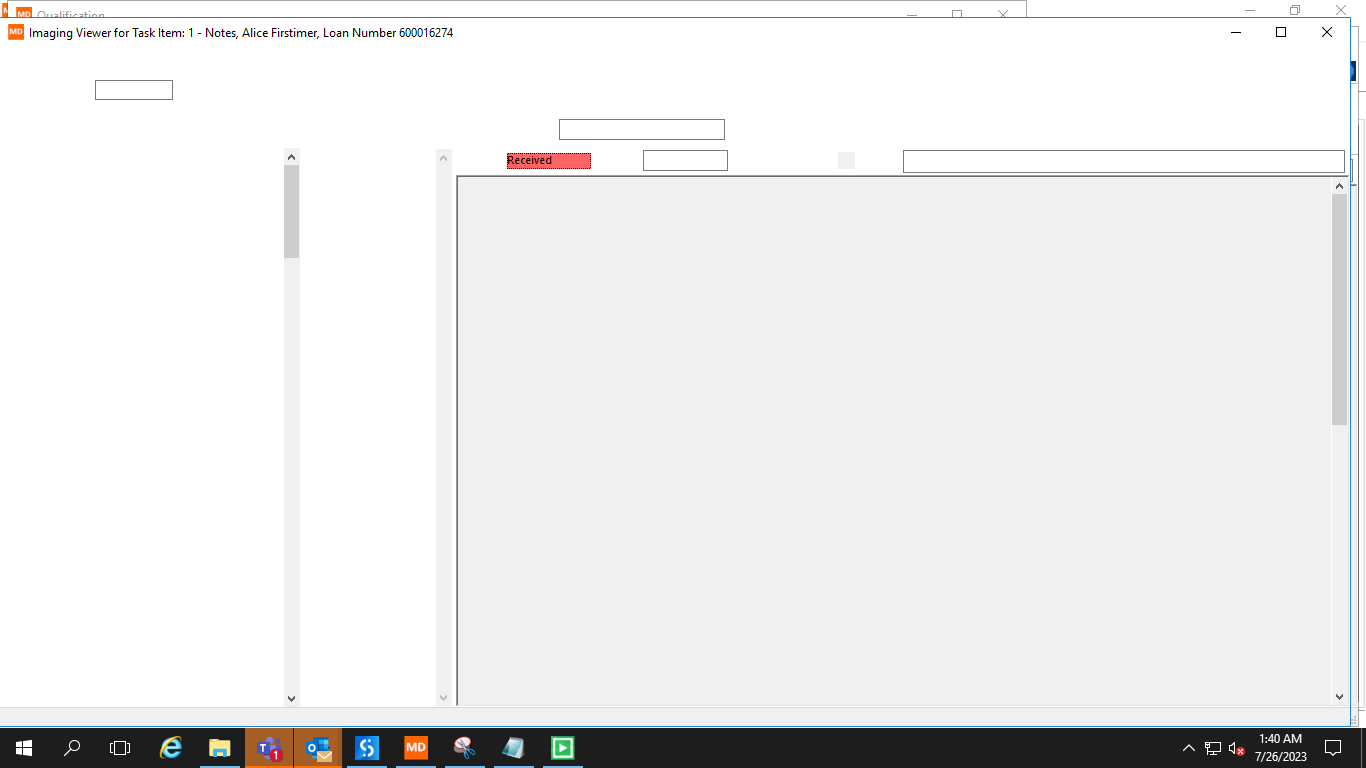 MD Qualification
MD Imaging Viewer for Task Item: 1 - Notes, Alice Firstimer, Loan Number 600016274
Received
1
MD
1:40 AM
7/26/2023